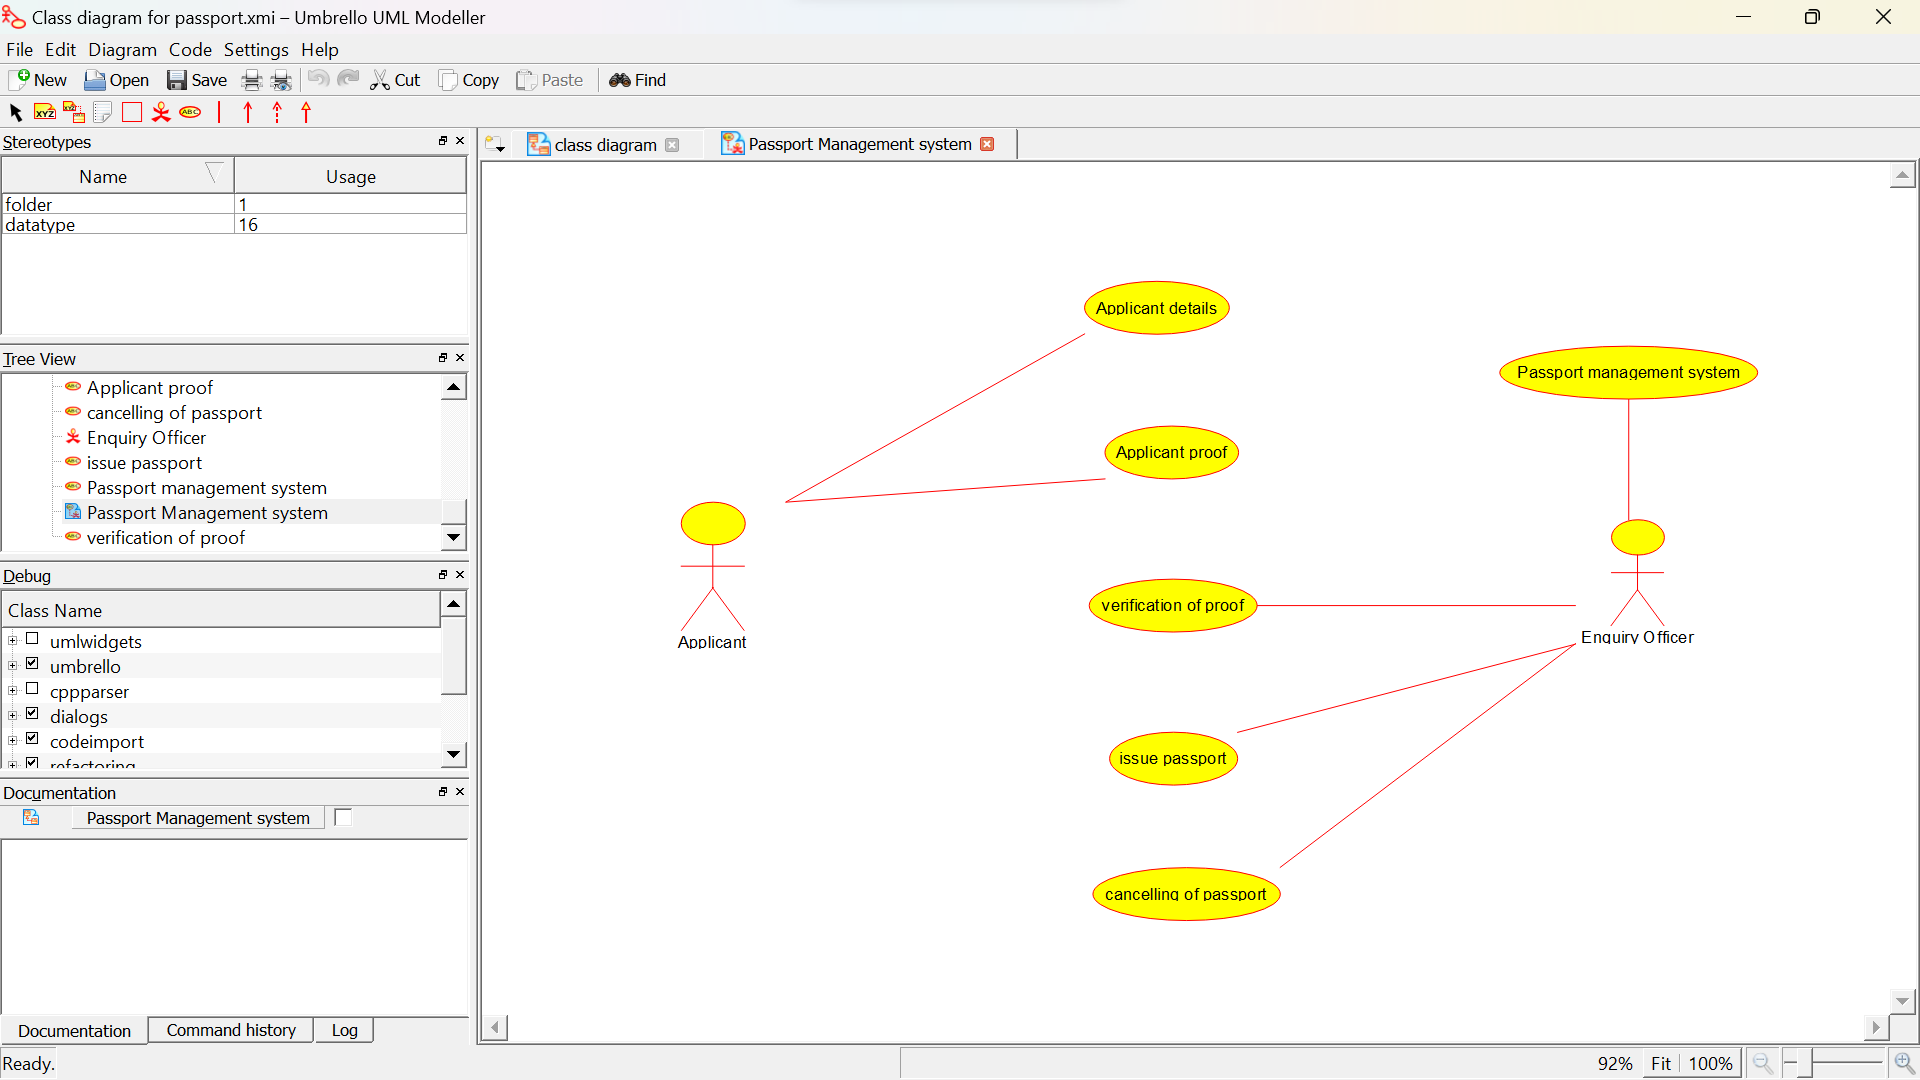 Class diagram for passport.xmi – Umbrello UML Modeller
File Edit Diagram Code Settings Help
New Open Save Cut Copy Paste Find
XYZ XYZ ABC
Stereotypes
Name Usage
folder 1
datatype 16
Tree View
Applicant proof
cancelling of passport
Enquiry Officer
issue passport
Passport management system
Passport Management system
verification of proof
Debug
Class Name
umlwidgets
umbrello
cppparser
dialogs
codeimport
refactoring
Documentation
Passport Management system
Documentation Command history Log
class diagram Passport Management system
Applicant details
Passport management system
Applicant proof
verification of proof
Applicant
Enquiry Officer
issue passport
cancelling of passport
Ready.
92% Fit 100%